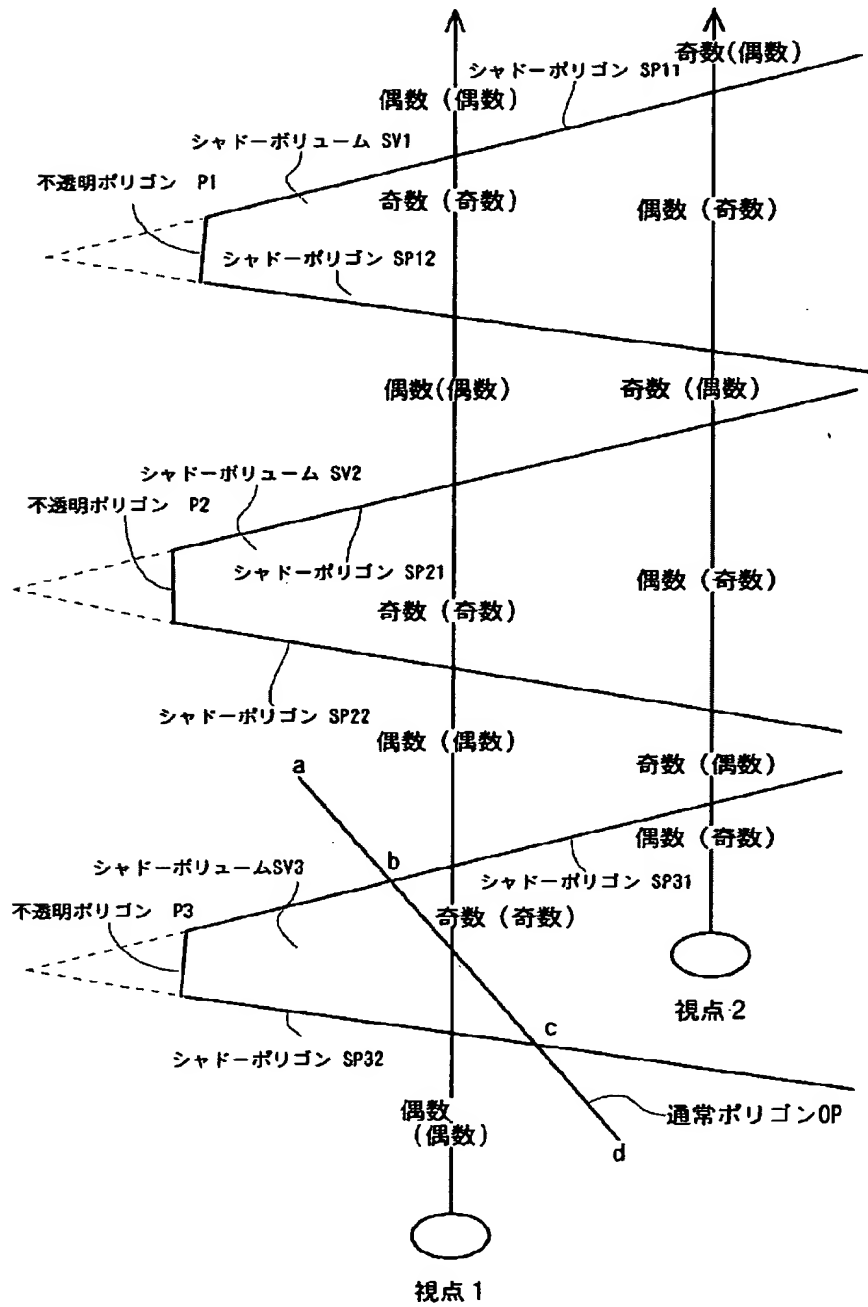 奇数(偶数)
シャドーポリゴン SP11
偶数 (偶数)
シャドーボリューム SV1
不透明ポリゴン P1
奇数 (奇数)
偶数 (奇数)
シャドーポリゴン SP12
偶数(偶数)
奇数 (偶数)
シャドーボリューム SV2
不透明ポリゴン P2
シャドーポリゴン SP21
偶数 (奇数)
奇数 (奇数)
シャドーポリゴン SP22
偶数 (偶数)
a
奇数 (偶数)
偶数 (奇数)
b
シャドーボリュームSV3
シャドーポリゴン SP31
不透明ポリゴン P3
奇数 (奇数)
視点2
c
シャドーポリゴン SP32
偶数
(偶数)
通常ポリゴンOP
d
視点1